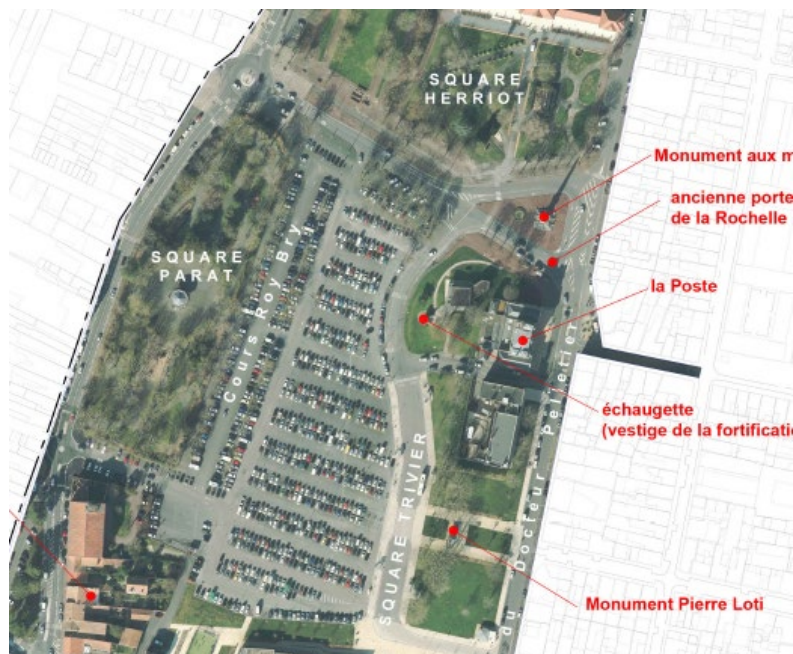 SQUARE
HERRIOT
Monument aux m
ancienne porte
de la Rochelle
SQUARE
PARAT
Cours Roy Bry
la Poste
échaugette
(vestige de la fortificati
SQUARE TRIVIER
du Docteur Pelletier
Monument Pierre Loti